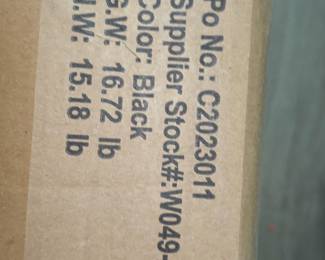 Po No.: C2023011
Supplier Stock#:W049-
Color: Black
G.W: 16.72 lb
N.W: 15.18 lb